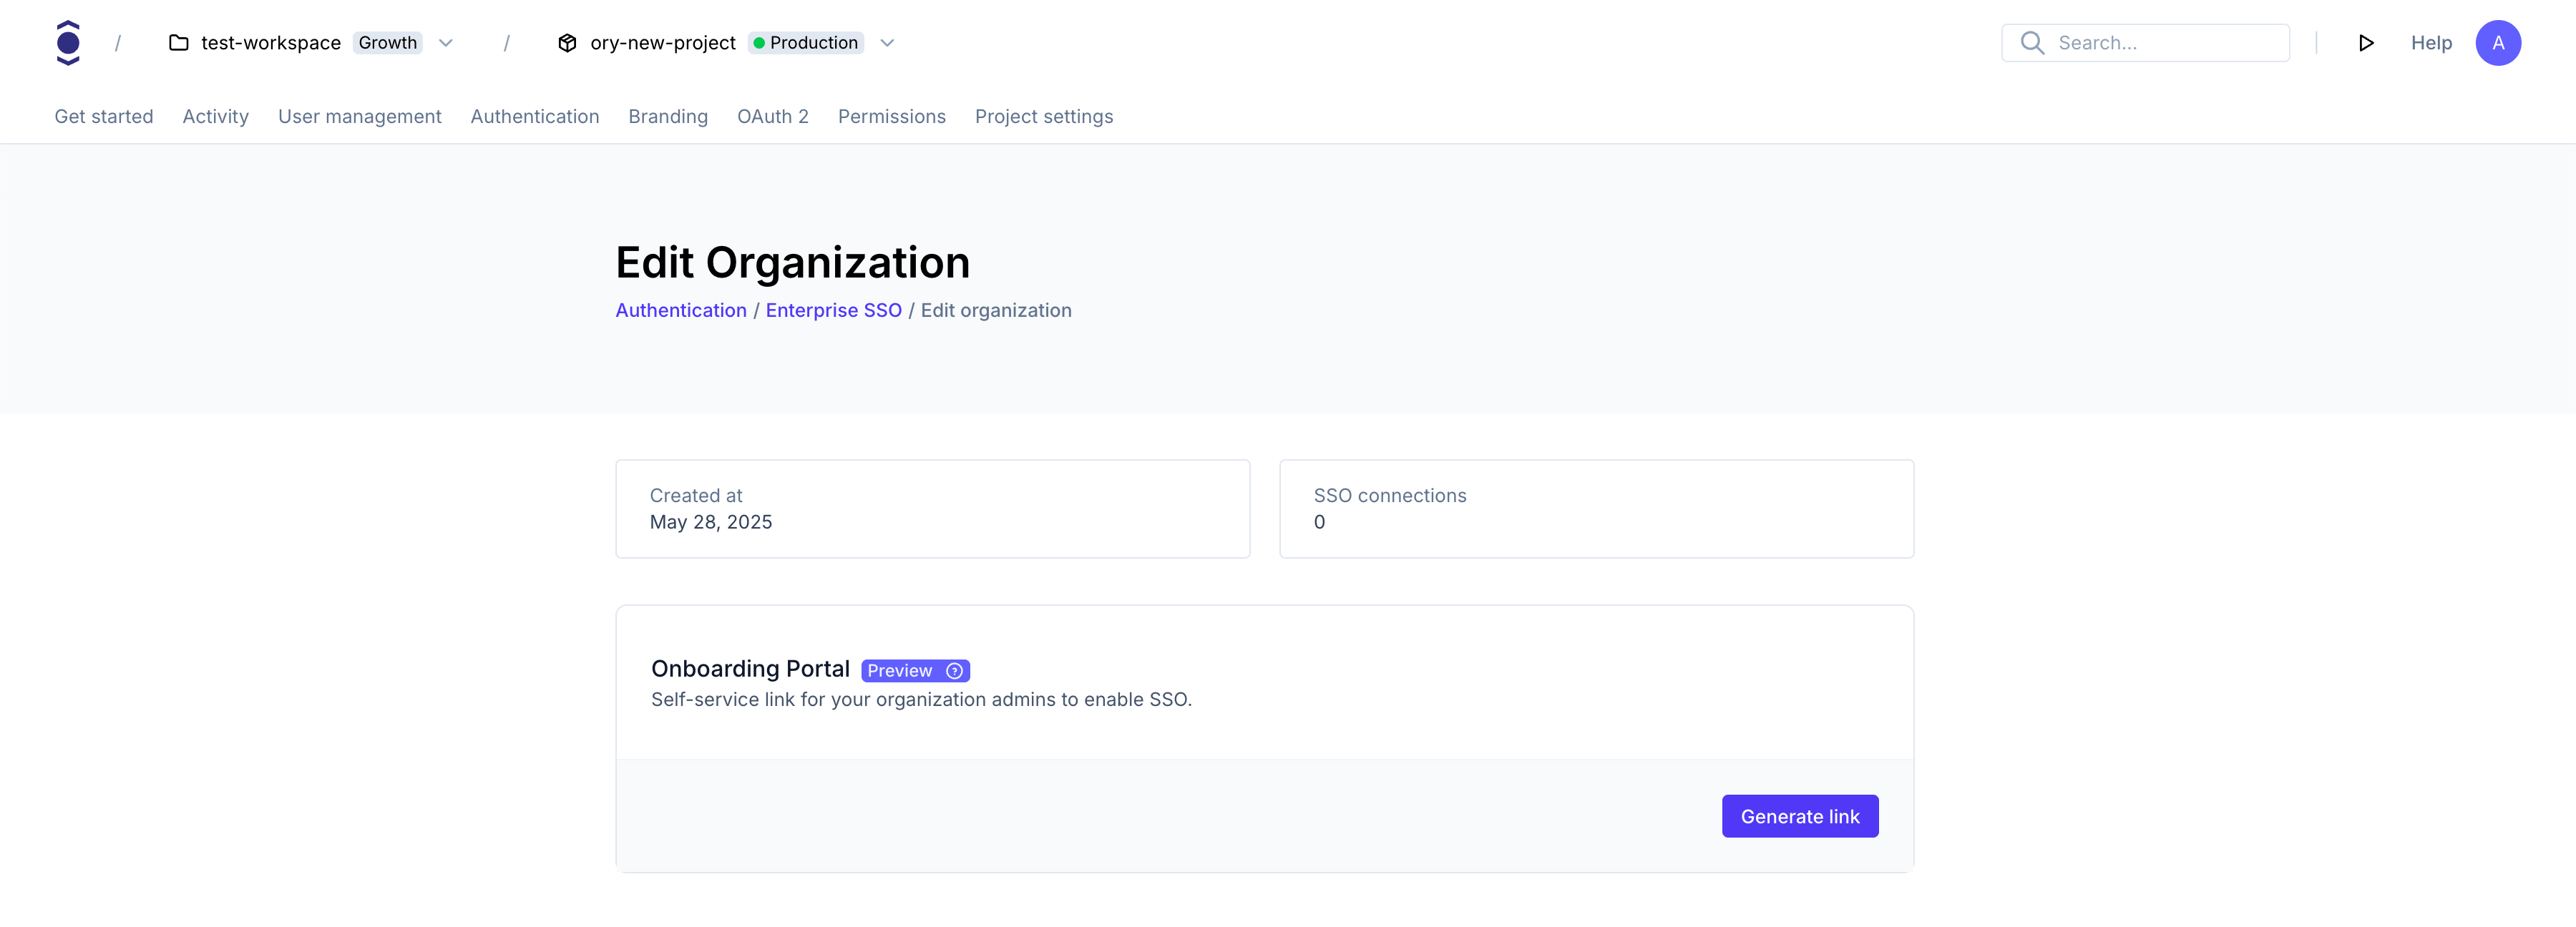 / test-workspace Growth / ory-new-project Production Search... Help A
Get started Activity User management Authentication Branding OAuth 2 Permissions Project settings
Edit Organization
Authentication / Enterprise SSO / Edit organization
Created at
May 28, 2025
SSO connections
0
Onboarding Portal Preview ?
Self-service link for your organization admins to enable SSO.
Generate link